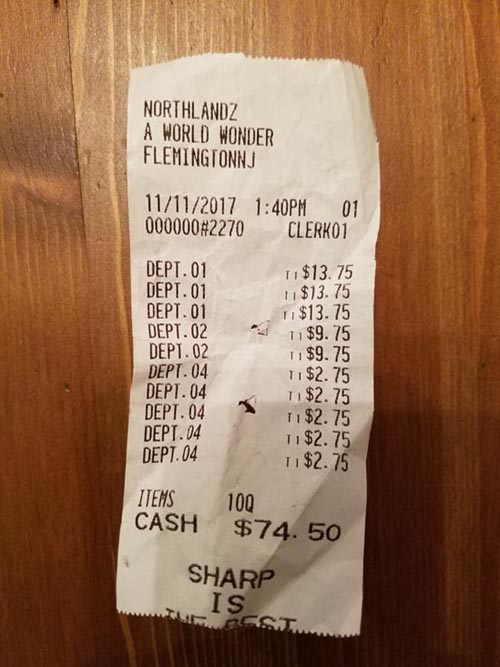 NORTHLANDZ
A WORLD WONDER
FLEMINGTONNJ
11/11/2017 1:40PM 01
000000#2270 CLERK01
DEPT.01 T1 $13.75
DEPT.01 T1 $13.75
DEPT.01 T1 $13.75
DEPT.02 T1 $9.75
DEPT.02 T1 $9.75
DEPT.04 T1 $2.75
DEPT.04 T1 $2.75
DEPT.04 T1 $2.75
DEPT.04 T1 $2.75
DEPT.04 T1 $2.75
ITEMS 10Q
CASH $74.50
SHARP
IS
THE BEST